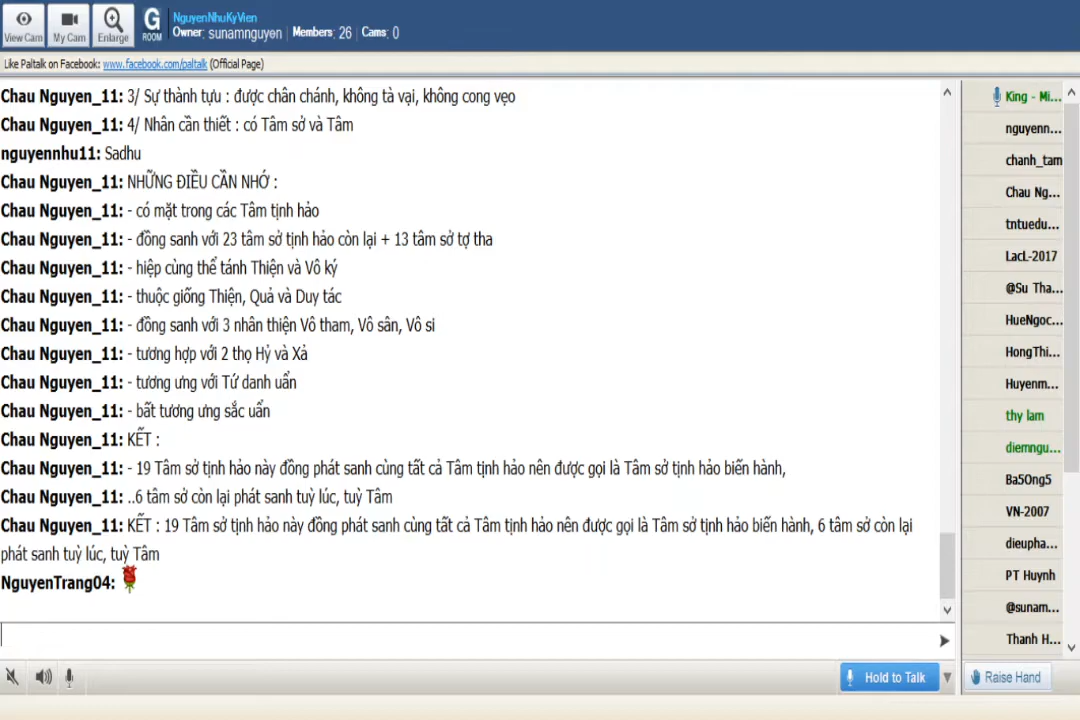 View Cam
My Cam
Enlarge
G
ROOM
NguyenNhuKyVien
Owner: sunamnguyen | Members: 26 | Cams: 0
Like Paltalk on Facebook: www.facebook.com/paltalk (Official Page)
Chau Nguyen_11: 3/ Sự thành tựu : được chân chánh, không tà vại, không cong vẹo
Chau Nguyen_11: 4/ Nhân cần thiết : có Tâm sở và Tâm
nguyennhu11: Sadhu
Chau Nguyen_11: NHỮNG ĐIỀU CẦN NHỚ :
Chau Nguyen_11: - có mặt trong các Tâm tịnh hảo
Chau Nguyen_11: - đồng sanh với 23 tâm sở tịnh hảo còn lại + 13 tâm sở tợ tha
Chau Nguyen_11: - hiệp cùng thể tánh Thiện và Vô ký
Chau Nguyen_11: - thuộc giống Thiện, Quả và Duy tác
Chau Nguyen_11: - đồng sanh với 3 nhân thiện Vô tham, Vô sân, Vô si
Chau Nguyen_11: - tương hợp với 2 thọ Hỷ và Xả
Chau Nguyen_11: - tương ưng với Tứ danh uẩn
Chau Nguyen_11: - bất tương ưng sắc uẩn
Chau Nguyen_11: KẾT :
Chau Nguyen_11: - 19 Tâm sở tịnh hảo này đồng phát sanh cùng tất cả Tâm tịnh hảo nên được gọi là Tâm sở tịnh hảo biến hành,
Chau Nguyen_11: ..6 tâm sở còn lại phát sanh tuỳ lúc, tuỳ Tâm
Chau Nguyen_11: KẾT : 19 Tâm sở tịnh hảo này đồng phát sanh cùng tất cả Tâm tịnh hảo nên được gọi là Tâm sở tịnh hảo biến hành, 6 tâm sở còn lại
phát sanh tuỳ lúc, tuỳ Tâm
NguyenTrang04:
King - Mi...
nguyenn...
chanh_tam
Chau Ng...
tntuedu...
LacL-2017
@Su Tha...
HueNgoc...
HongThi...
Huyenm...
thy lam
diemngu...
Ba5Ong5
VN-2007
dieupha...
PT Huynh
@sunam...
Thanh H...
Hold to Talk
Raise Hand